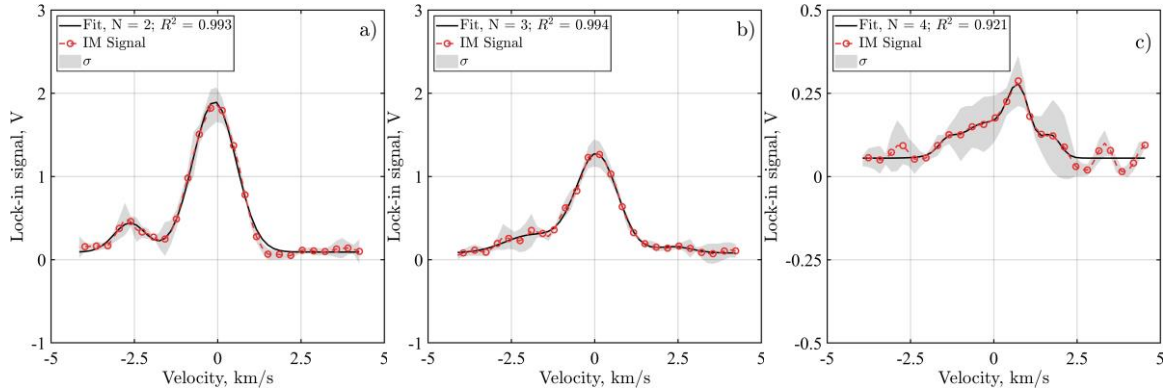 Fit, N = 2; R² = 0.993
IM Signal
σ
a)
Lock-in signal, V
3
2
1
0
-1
-5
-2.5
0
2.5
5
Velocity, km/s
Fit, N = 3; R² = 0.994
IM Signal
σ
b)
Lock-in signal, V
3
2
1
0
-1
-5
-2.5
0
2.5
5
Velocity, km/s
Fit, N = 4; R² = 0.921
IM Signal
σ
c)
Lock-in signal, V
0.5
0.25
0
-0.25
-0.5
-5
-2.5
0
2.5
5
Velocity, km/s